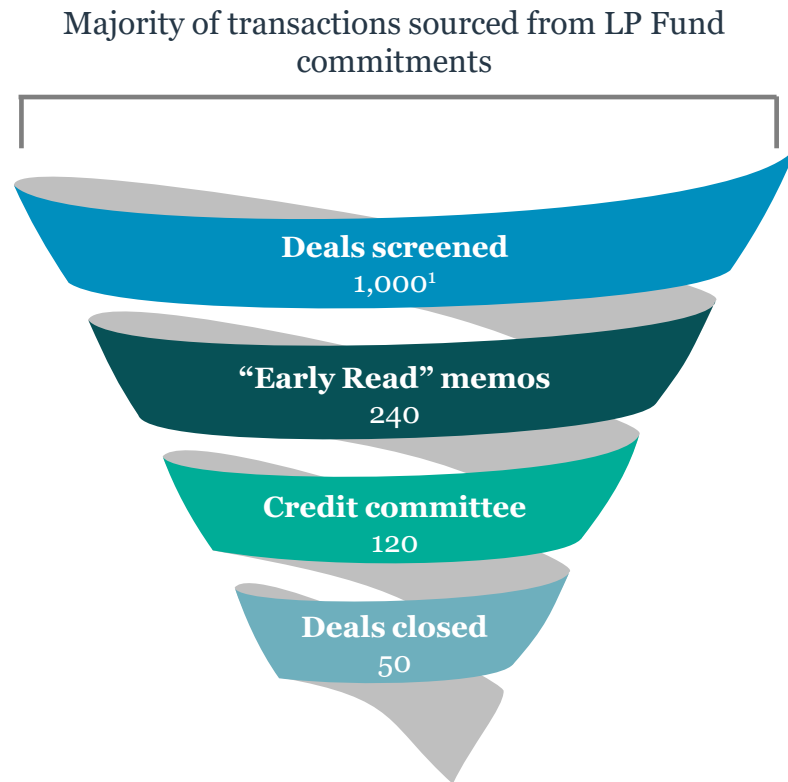 Majority of transactions sourced from LP Fund
commitments
Deals screened
1,000¹
“Early Read” memos
240
Credit committee
120
Deals closed
50